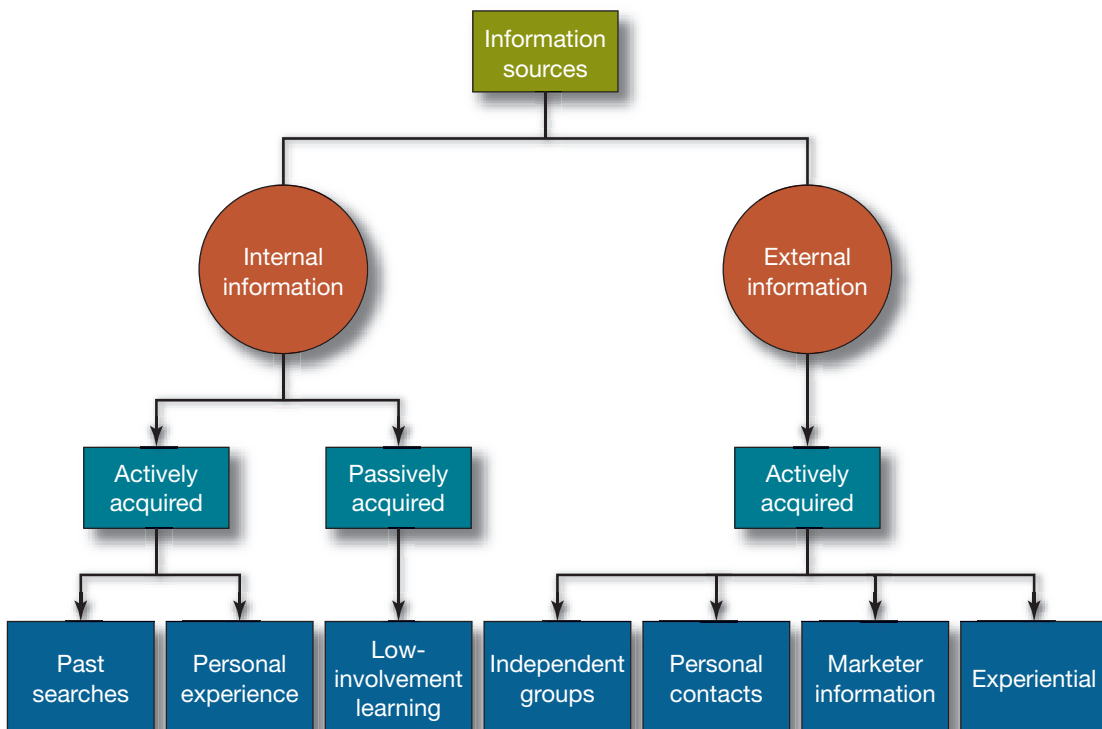 Information
sources
Internal
information
External
information
Actively
acquired
Passively
acquired
Actively
acquired
Past
searches
Personal
experience
Low-
involvement
learning
Independent
groups
Personal
contacts
Marketer
information
Experiential